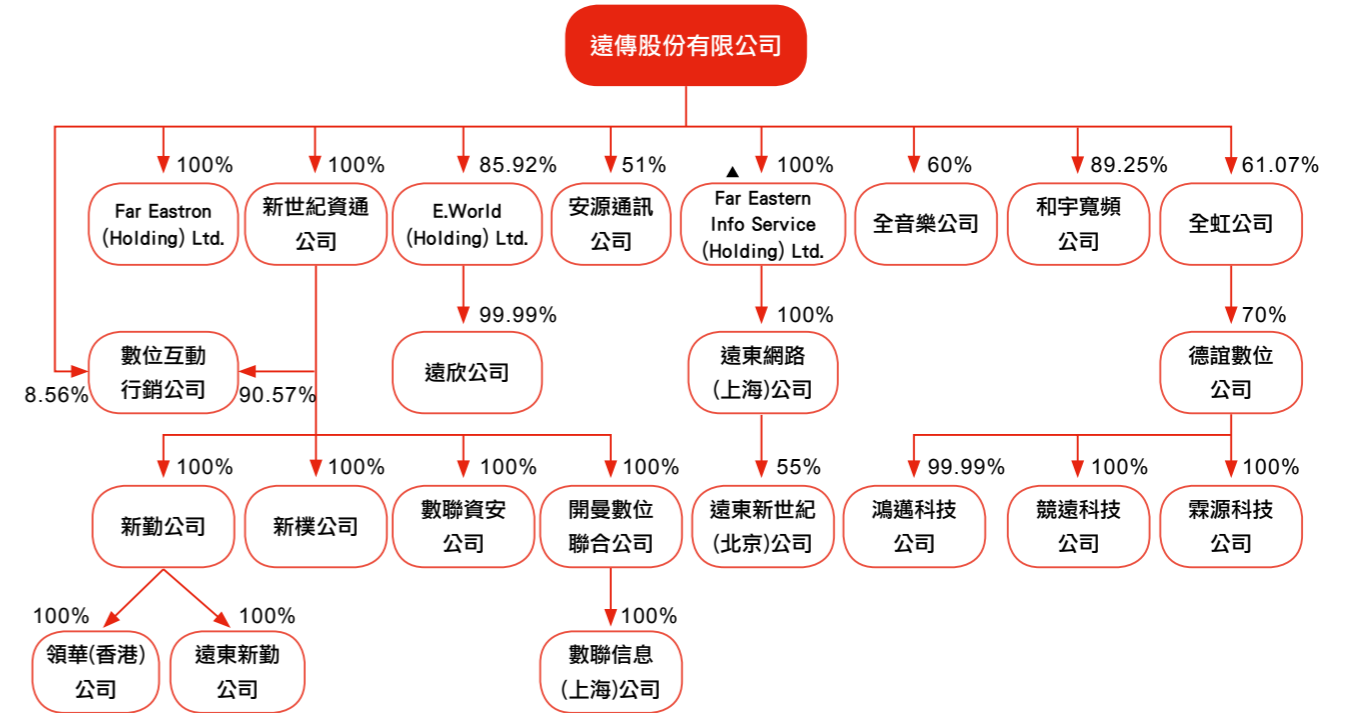 遠傳股份有限公司
100%
100%
85.92%
51%
▲
100%
60%
89.25%
61.07%
Far Eastron
(Holding) Ltd.
新世紀資通
公司
E.World
(Holding) Ltd.
安源通訊
公司
Far Eastern
Info Service
(Holding) Ltd.
全音樂公司
和宇寬頻
公司
全虹公司
99.99%
100%
70%
數位互動
行銷公司
8.56%
90.57%
遠欣公司
遠東網路
(上海)公司
德誼數位
公司
100%
100%
100%
100%
55%
99.99%
100%
100%
新勤公司
新樸公司
數聯資安
公司
開曼數位
聯合公司
遠東新世紀
(北京)公司
鴻邁科技
公司
競遠科技
公司
霖源科技
公司
100%
100%
100%
領華(香港)
公司
遠東新勤
公司
數聯信息
(上海)公司